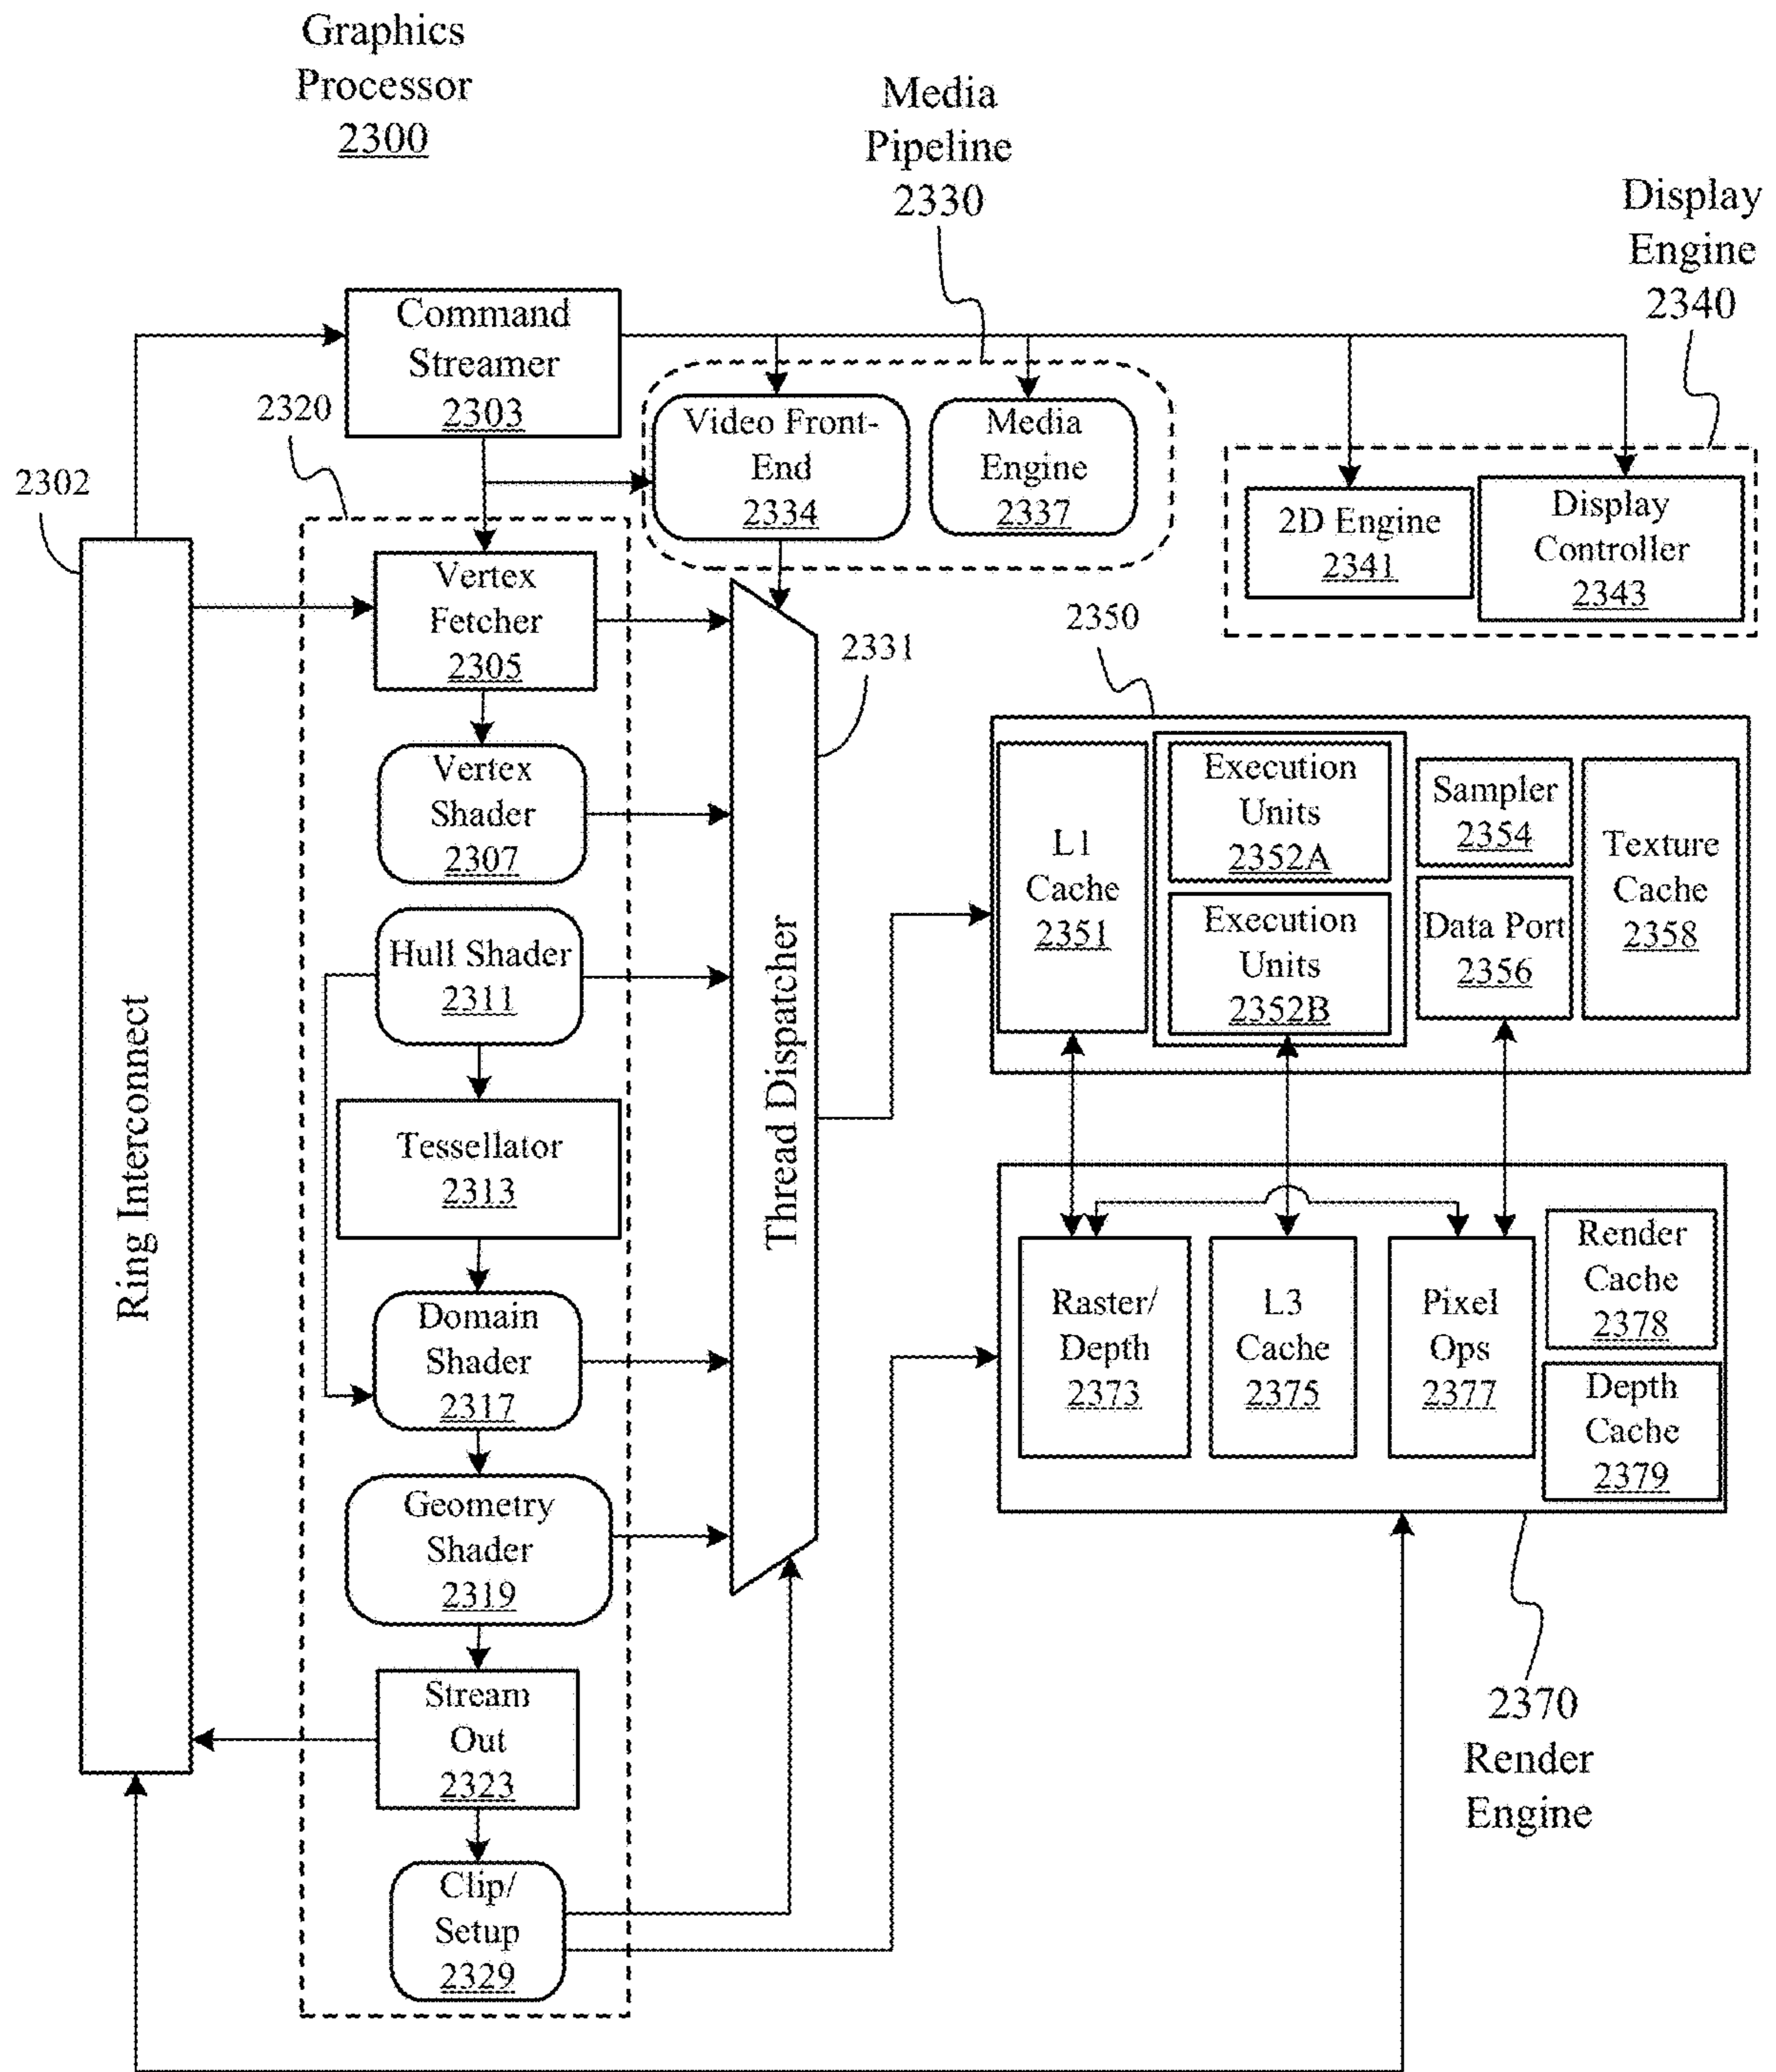 Graphics
Processor
2300
Media
Pipeline
2330
Display
Engine
2340
Command
Streamer
2303
2320
2302
Video Front-
End
2334
Media
Engine
2337
2D Engine
2341
Display
Controller
2343
Ring Interconnect
Vertex
Fetcher
2305
Vertex
Shader
2307
Hull Shader
2311
Tessellator
2313
Domain
Shader
2317
Geometry
Shader
2319
Stream
Out
2323
Clip/
Setup
2329
2331
Thread Dispatcher
2350
L1
Cache
2351
Execution
Units
2352A
Execution
Units
2352B
Sampler
2354
Data Port
2356
Texture
Cache
2358
Raster/
Depth
2373
L3
Cache
2375
Pixel
Ops
2377
Render
Cache
2378
Depth
Cache
2379
2370
Render
Engine